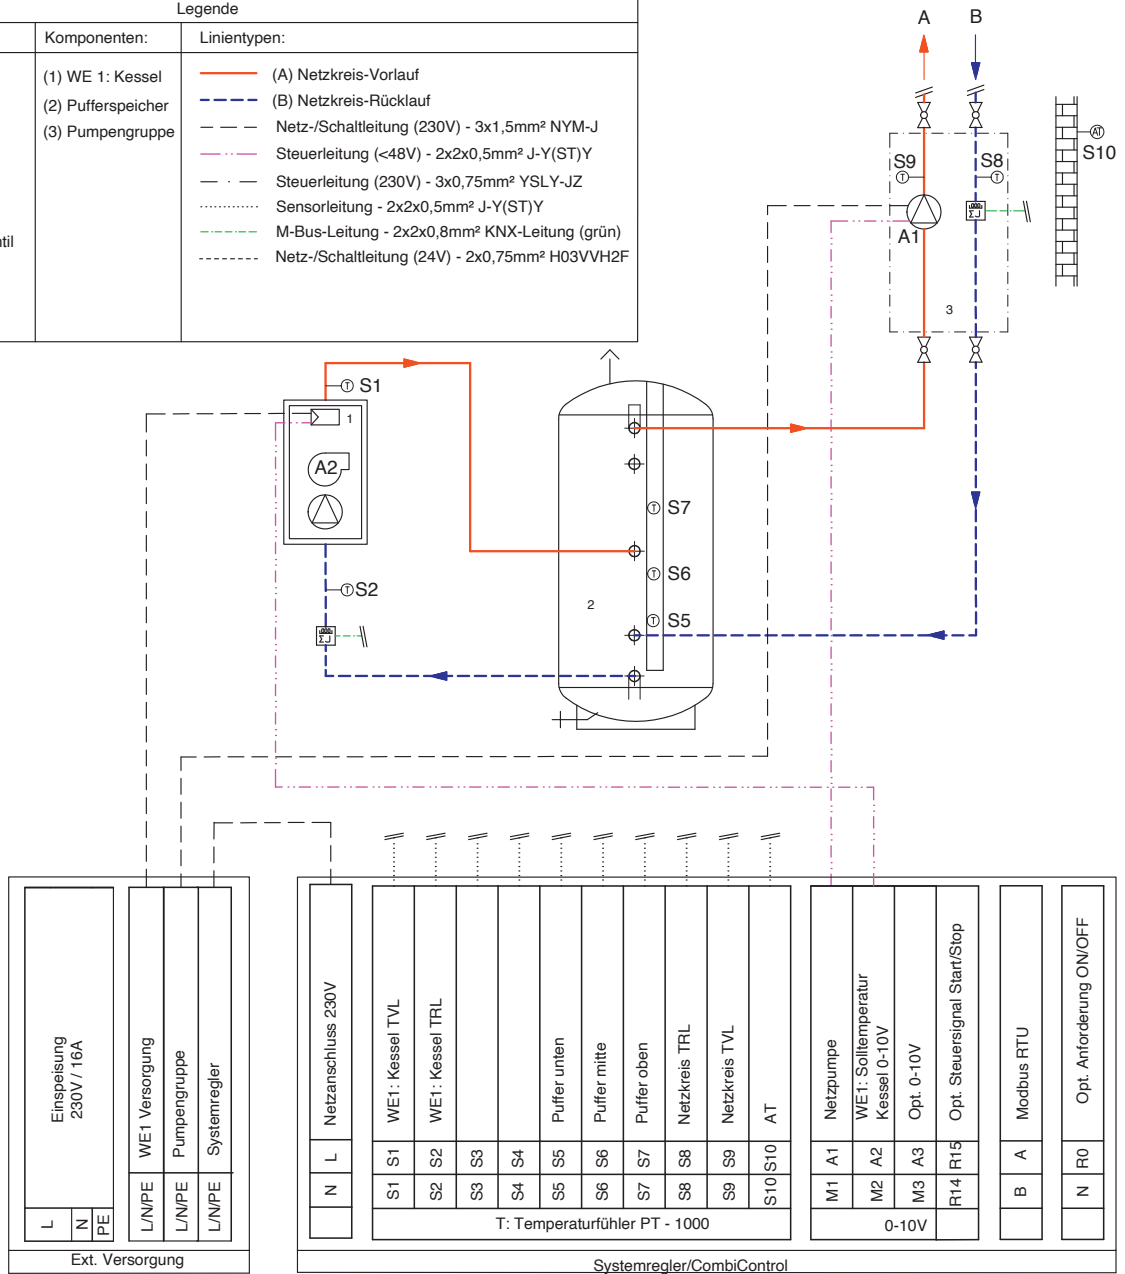 Legende
Komponenten:
Linientypen:
(1) WE 1: Kessel
(2) Pufferspeicher
(3) Pumpengruppe
til
(A) Netzkreis-Vorlauf
(B) Netzkreis-Rücklauf
Netz-/Schaltleitung (230V) - 3x1,5mm² NYM-J
Steuerleitung (<48V) - 2x2x0,5mm² J-Y(ST)Y
Steuerleitung (230V) - 3x0,75mm² YSLY-JZ
Sensorleitung - 2x2x0,5mm² J-Y(ST)Y
M-Bus-Leitung - 2x2x0,8mm² KNX-Leitung (grün)
Netz-/Schaltleitung (24V) - 2x0,75mm² H03VVH2F
A
B
AT
S10
S9
T
S8
T
A1
3
T S1
1
A2
T S2
T S7
T S6
2
T S5
Einspeisung
230V / 16A
L
N
PE
WE1 Versorgung
L/N/PE
Pumpengruppe
L/N/PE
Systemregler
L/N/PE
Ext. Versorgung
Netzanschluss 230V
L
N
WE1: Kessel TVL
S1
S1
WE1: Kessel TRL
S2
S2
S3
S3
S4
S4
Puffer unten
S5
S5
Puffer mitte
S6
S6
Puffer oben
S7
S7
Netzkreis TRL
S8
S8
Netzkreis TVL
S9
S9
AT
S10
S10
T: Temperaturfühler PT - 1000
Netzpumpe
A1
M1
WE1: Solltemperatur
Kessel 0-10V
A2
M2
Opt. 0-10V
A3
M3
Opt. Steuersignal Start/Stop
R15
R14
0-10V
Modbus RTU
A
B
Opt. Anforderung ON/OFF
R0
N
Systemregler/CombiControl